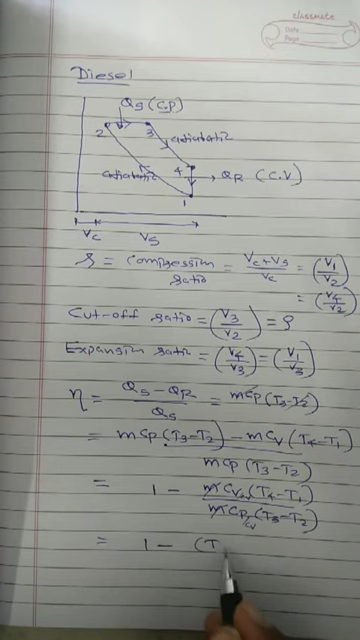 classmate
Date
Page
Diesel
Qs (C.P)
2 3 adiabatic
adiabatic 4 QR (C.V)
1
Vc Vs
r = compression ratio = Vc+Vs / Vc = (V1/V2)
= (V4/V2)
Cut-off ratio = (V3/V2) = ρ
Expansion ratio = (V4/V3) = (V1/V3)
η = Qs - QR / Qs = mCp(T3-T2)
= mCp(T3-T2) - mCv(T4-T1) / mCp(T3-T2)
= 1 - mCv/Cv (T4-T1) / mCp/Cv (T3-T2)
= 1 - (T